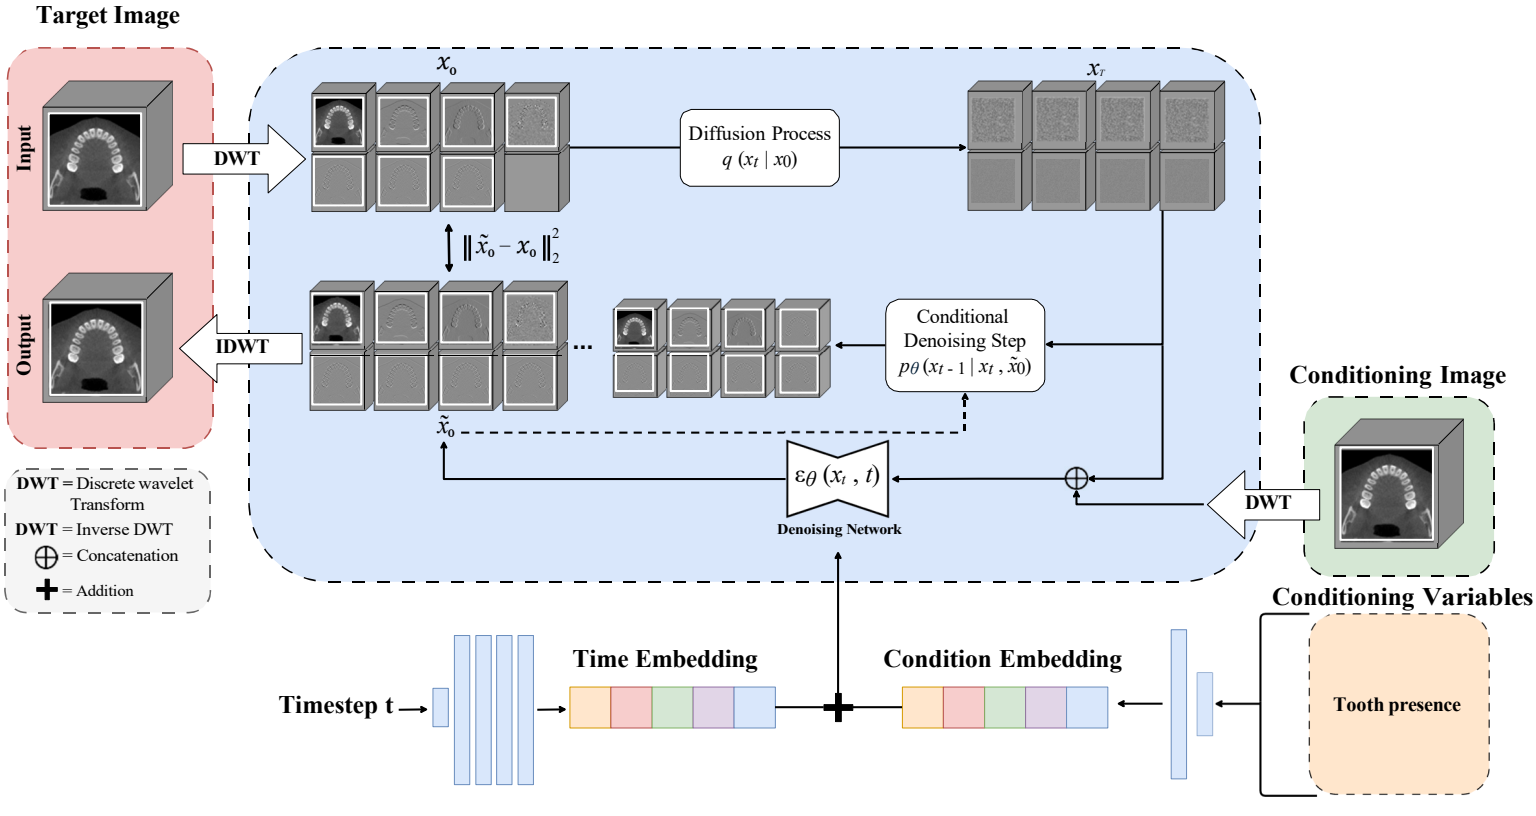 Target Image
Input
Output
DWT
IDWT
x₀
Diffusion Process
q (xₜ | x₀)
x_T
‖ x̃₀ − x₀ ‖₂²
...
Conditional
Denoising Step
pθ (xₜ₋₁ | xₜ , x̃₀)
x̃₀
εθ (xₜ , t)
Denoising Network
DWT
Conditioning Image
DWT = Discrete wavelet
Transform
DWT = Inverse DWT
⊕ = Concatenation
+ = Addition
Conditioning Variables
Tooth presence
Timestep t
Time Embedding
Condition Embedding